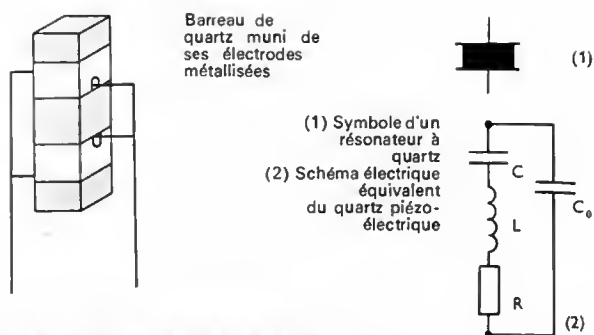 Barreau de
quartz muni de
ses électrodes
métallisées
(1)
(1) Symbole d'un
résonateur à
quartz
(2) Schéma électrique
équivalent
du quartz piézo-
électrique
C
L
R
C₀
(2)